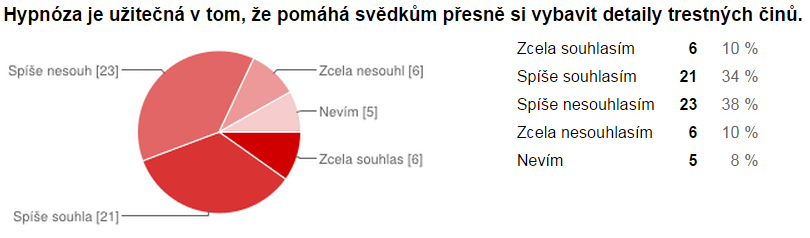 Hypnóza je užitečná v tom, že pomáhá svědkům přesně si vybavit detaily trestných činů.
Spíše nesouh [23]
Zcela nesouhl [6]
Nevím [5]
Zcela souhlas [6]
Spíše souhla [21]
Zcela souhlasím 6 10 %
Spíše souhlasím 21 34 %
Spíše nesouhlasím 23 38 %
Zcela nesouhlasím 6 10 %
Nevím 5 8 %